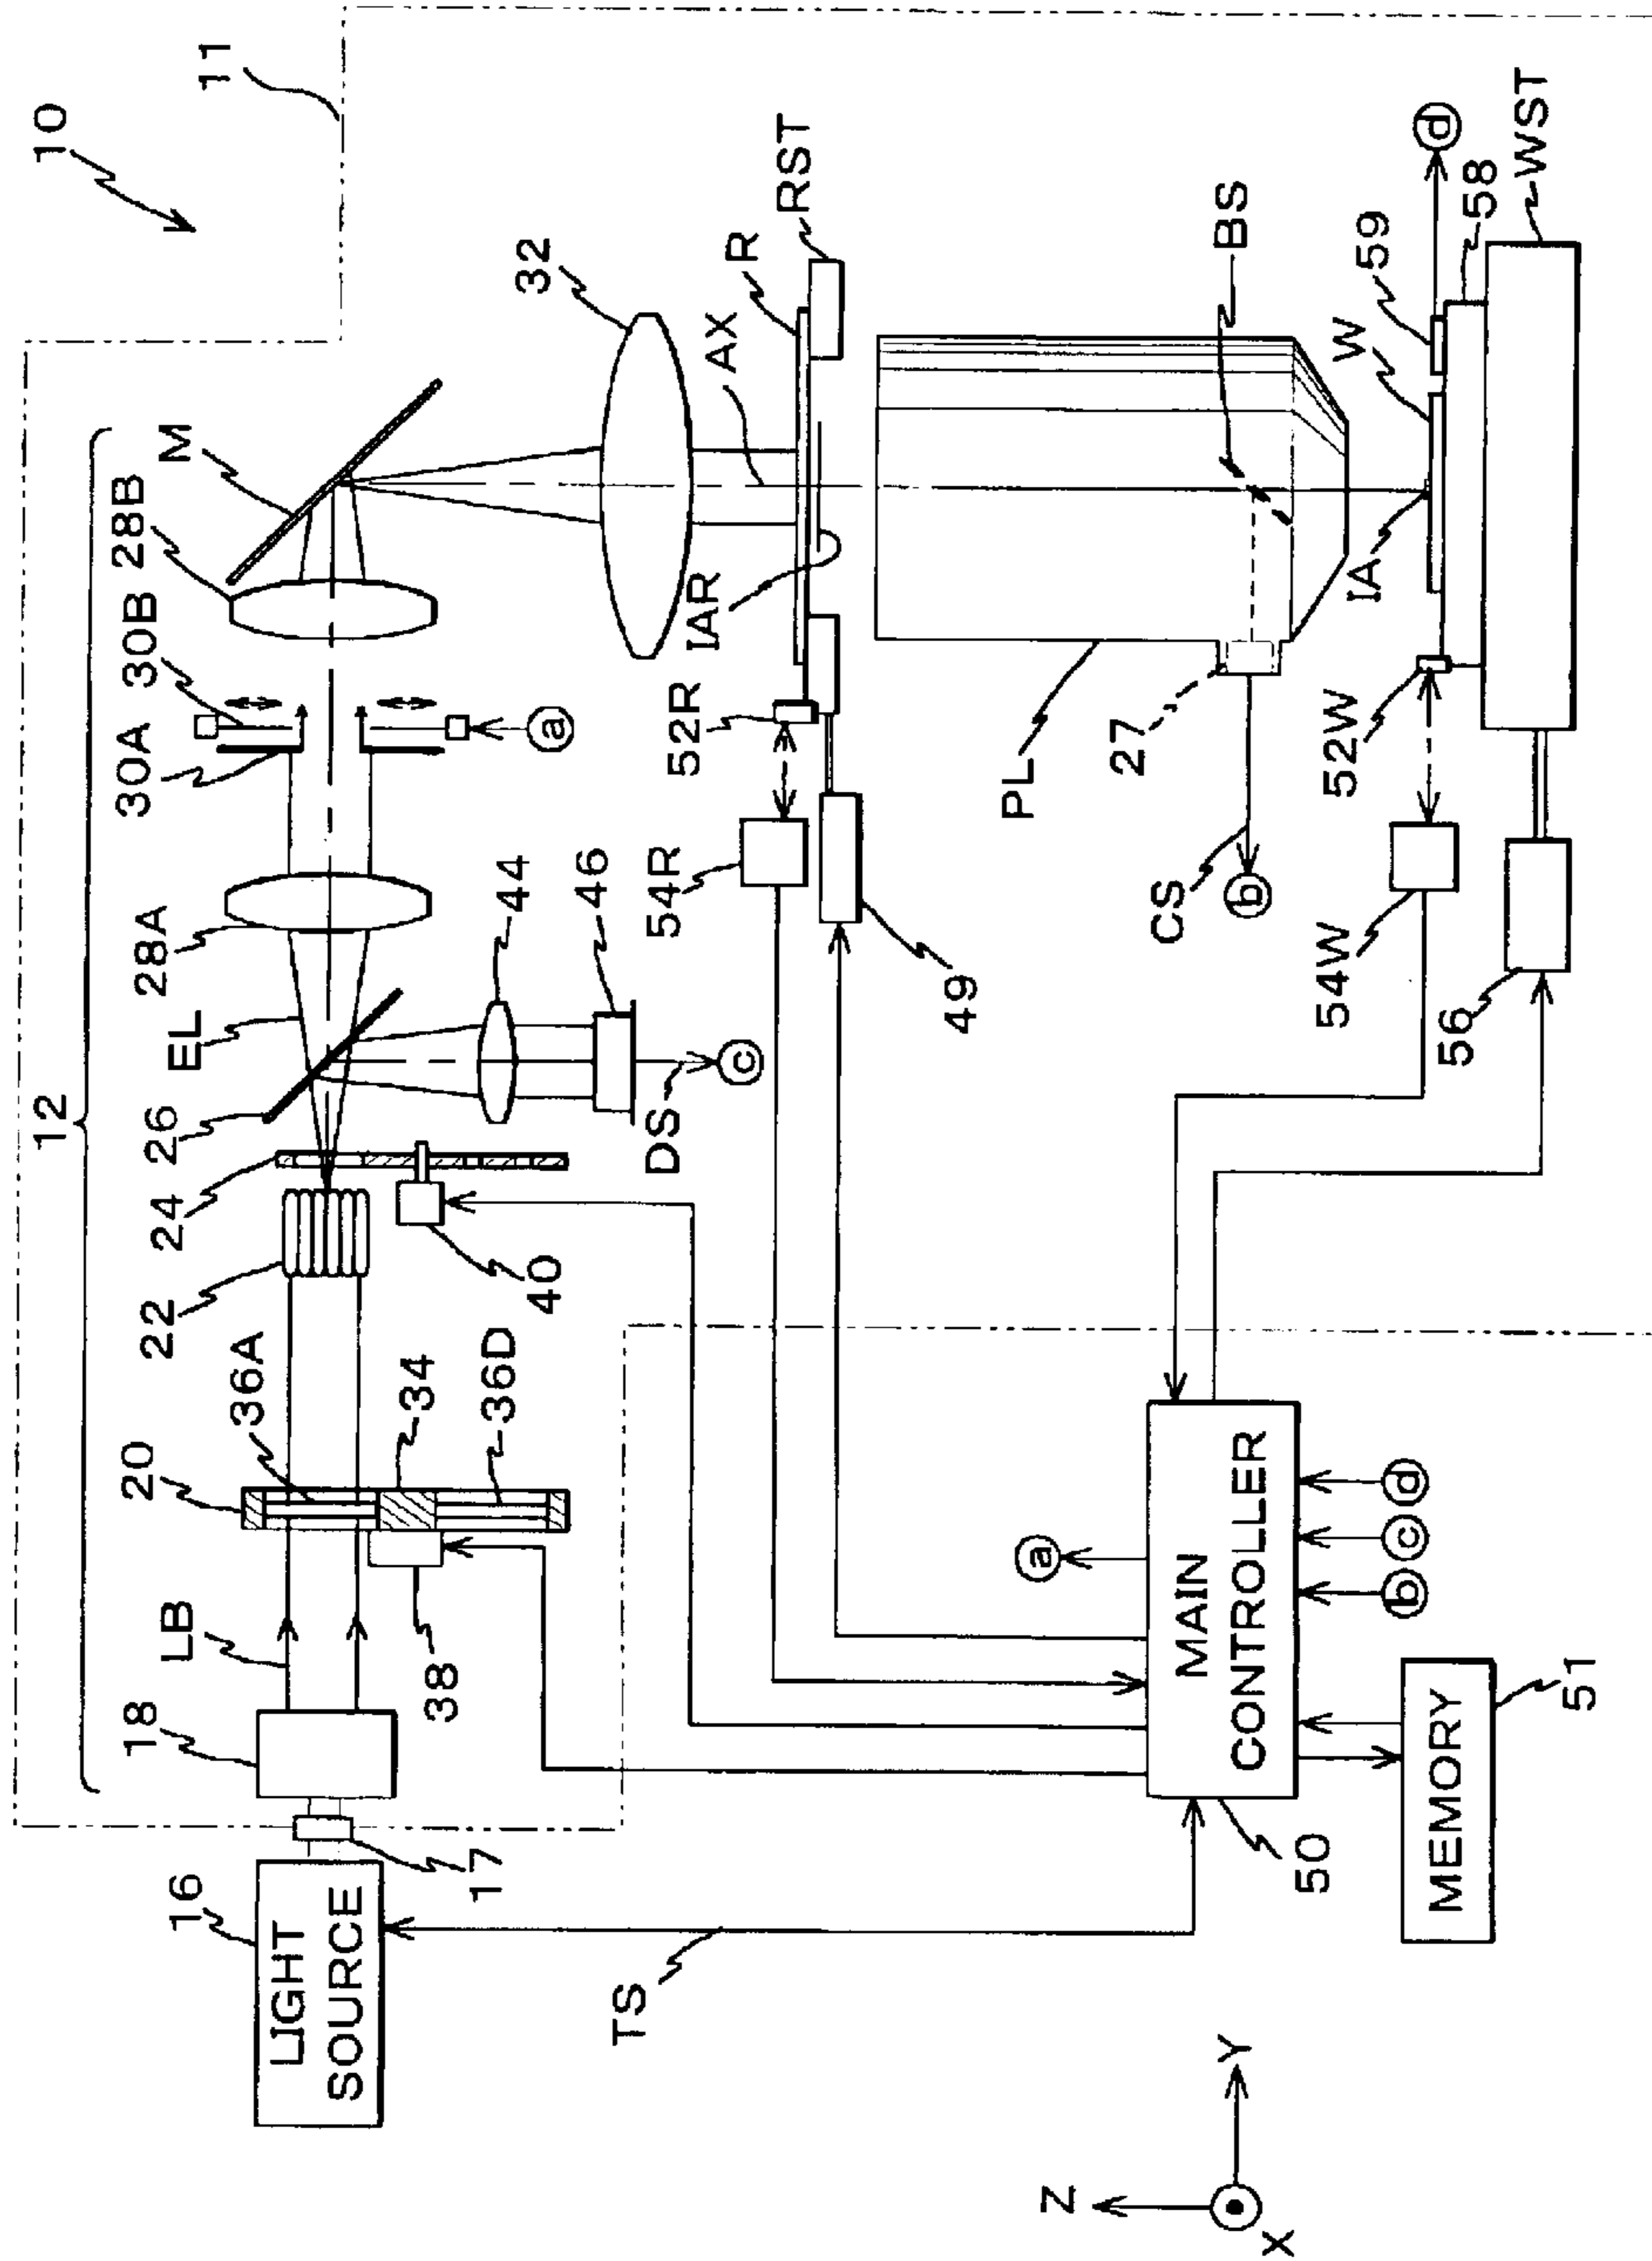 10
11
12
M
28B
30B
30A
28A
EL
26
24
22
36A
20
LB
18
16
LIGHT
SOURCE
17
32
R
RST
AX
IAR
52R
54R
49
44
46
DS
c
a
40
34
36D
38
TS
BS
PL
27
CS
b
d
59
58
WST
W
IA
52W
54W
56
MAIN
CONTROLLER
a
b
c
d
50
MEMORY
51
Z
Y
X